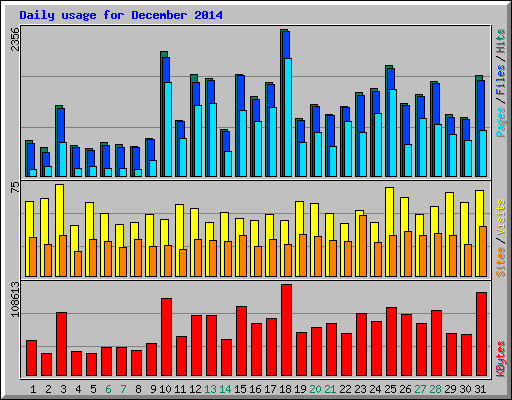 Daily usage for December 2014
2356
Pages / Files / Hits
75
Sites / Visits
108613
KBytes
1 2 3 4 5 6 7 8 9 10 11 12 13 14 15 16 17 18 19 20 21 22 23 24 25 26 27 28 29 30 31